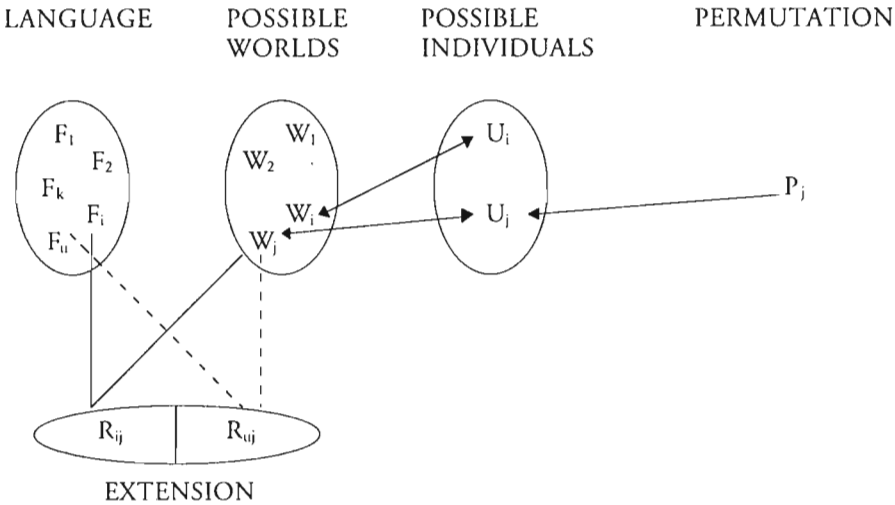 LANGUAGE
POSSIBLE WORLDS
POSSIBLE INDIVIDUALS
PERMUTATION
F₁
F₂
Fₖ
Fᵢ
Fᵤ
W₁
W₂
Wᵢ
Wⱼ
Uᵢ
Uⱼ
Pⱼ
Rᵢⱼ
Rᵤⱼ
EXTENSION